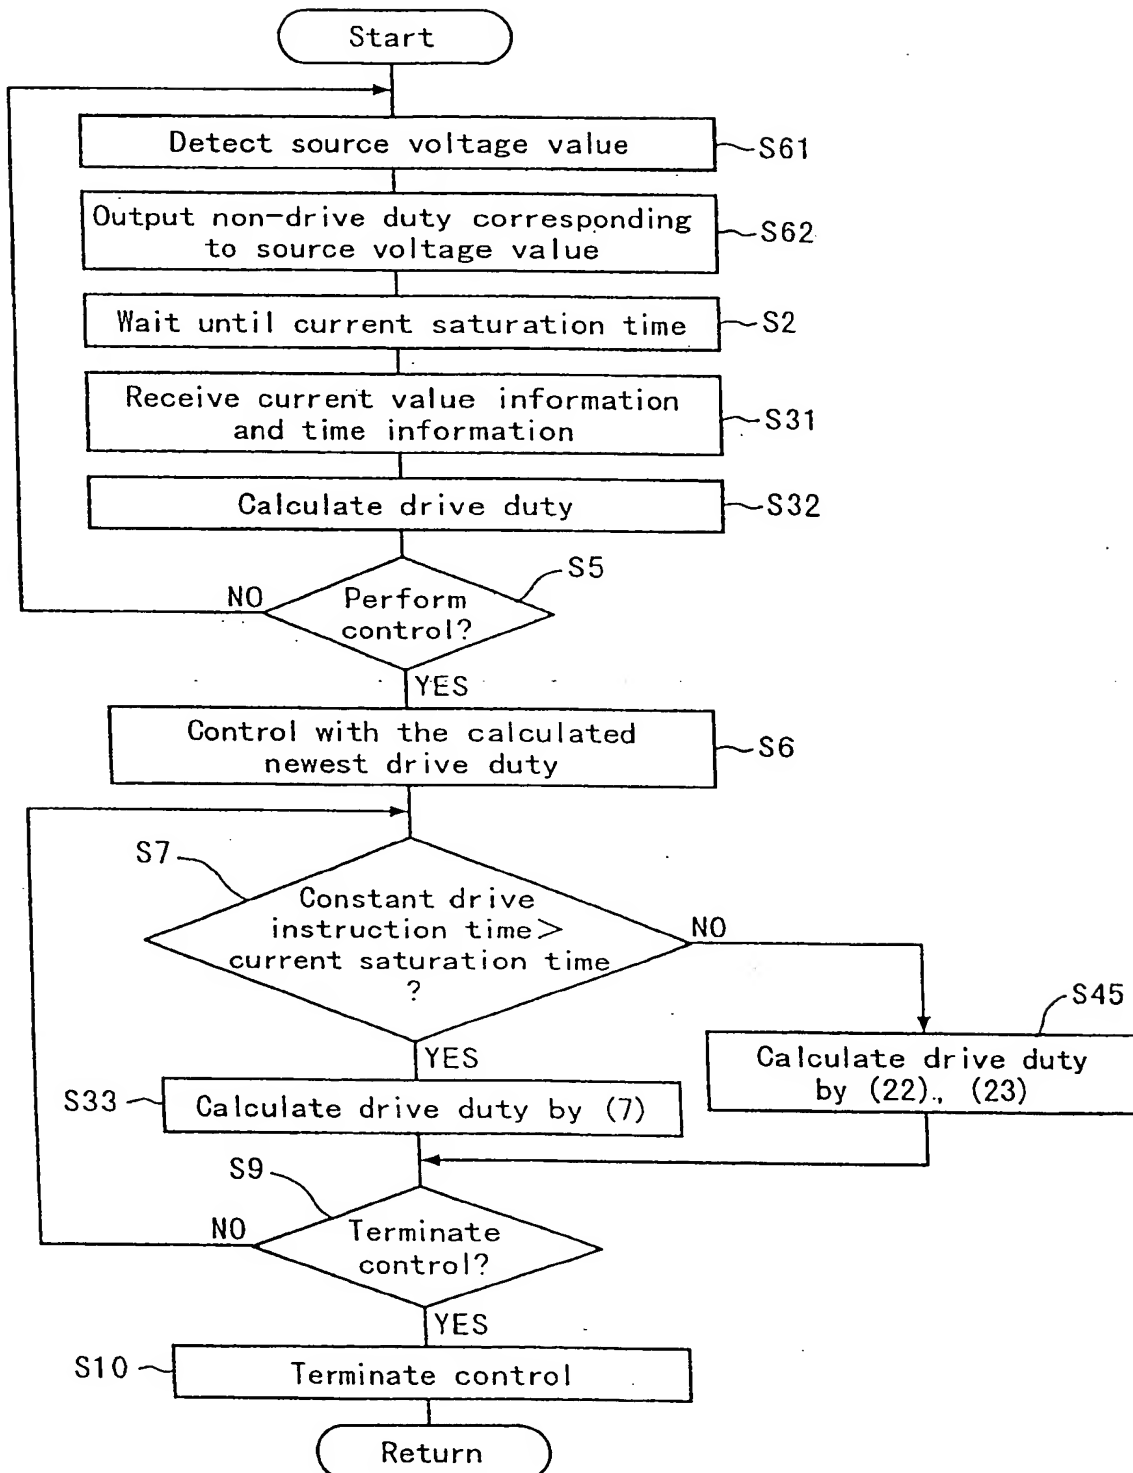 Start
Detect source voltage value
S61
Output non-drive duty corresponding
to source voltage value
S62
Wait until current saturation time
S2
Receive current value information
and time information
S31
Calculate drive duty
S32
S5
NO
Perform
control?
YES
Control with the calculated
newest drive duty
S6
S7
Constant drive
instruction time>
current saturation time
?
NO
S45
YES
Calculate drive duty
by (22)., (23)
S33
Calculate drive duty by (7)
S9
NO
Terminate
control?
YES
S10
Terminate control
Return